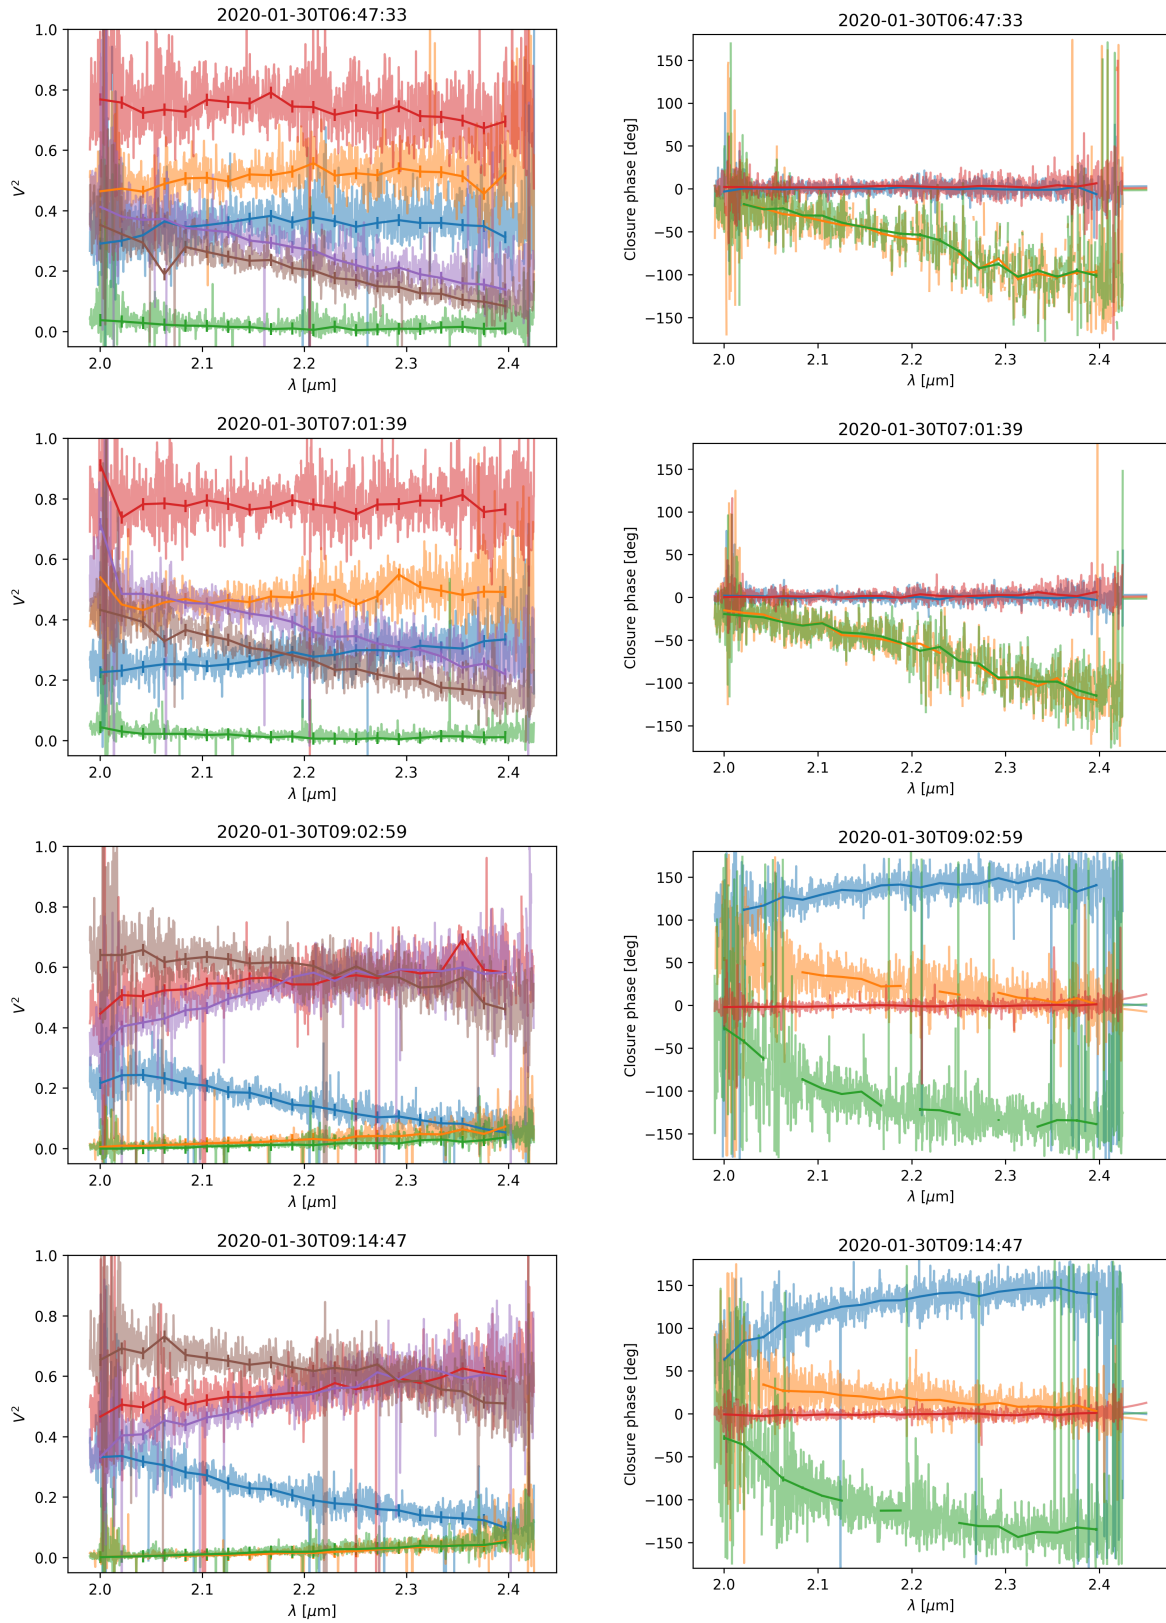 2020-01-30T06:47:33
1.0
0.8
0.6
0.4
0.2
0.0
V²
2.0 2.1 2.2 2.3 2.4
λ [μm]
2020-01-30T06:47:33
150
100
50
0
−50
−100
−150
Closure phase [deg]
2.0 2.1 2.2 2.3 2.4
λ [μm]
2020-01-30T07:01:39
1.0
0.8
0.6
0.4
0.2
0.0
V²
2.0 2.1 2.2 2.3 2.4
λ [μm]
2020-01-30T07:01:39
150
100
50
0
−50
−100
−150
Closure phase [deg]
2.0 2.1 2.2 2.3 2.4
λ [μm]
2020-01-30T09:02:59
1.0
0.8
0.6
0.4
0.2
0.0
V²
2.0 2.1 2.2 2.3 2.4
λ [μm]
2020-01-30T09:02:59
150
100
50
0
−50
−100
−150
Closure phase [deg]
2.0 2.1 2.2 2.3 2.4
λ [μm]
2020-01-30T09:14:47
1.0
0.8
0.6
0.4
0.2
0.0
V²
2.0 2.1 2.2 2.3 2.4
λ [μm]
2020-01-30T09:14:47
150
100
50
0
−50
−100
−150
Closure phase [deg]
2.0 2.1 2.2 2.3 2.4
λ [μm]